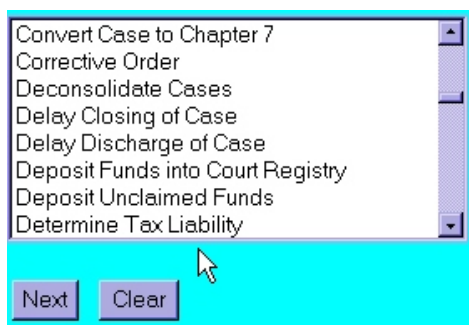 Convert Case to Chapter 7
Corrective Order
Deconsolidate Cases
Delay Closing of Case
Delay Discharge of Case
Deposit Funds into Court Registry
Deposit Unclaimed Funds
Determine Tax Liability
Next Clear